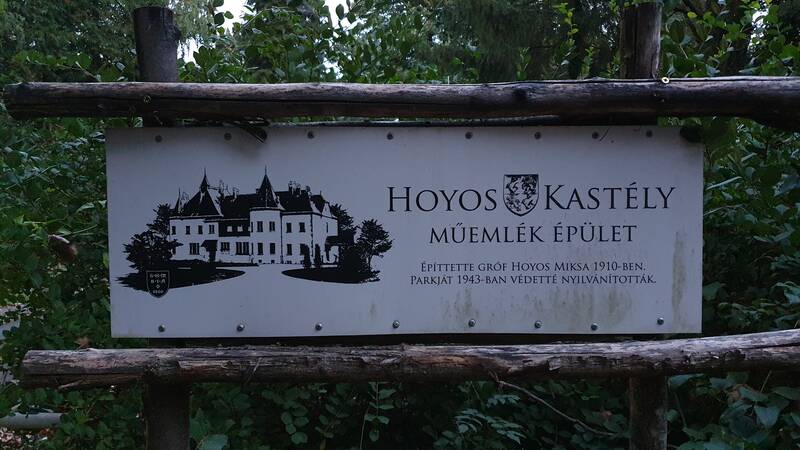 Hoyos Kastély
műemlék épület
Építtette gróf Hoyos Miksa 1910-ben.
Parkját 1943-ban védetté nyilvánították.